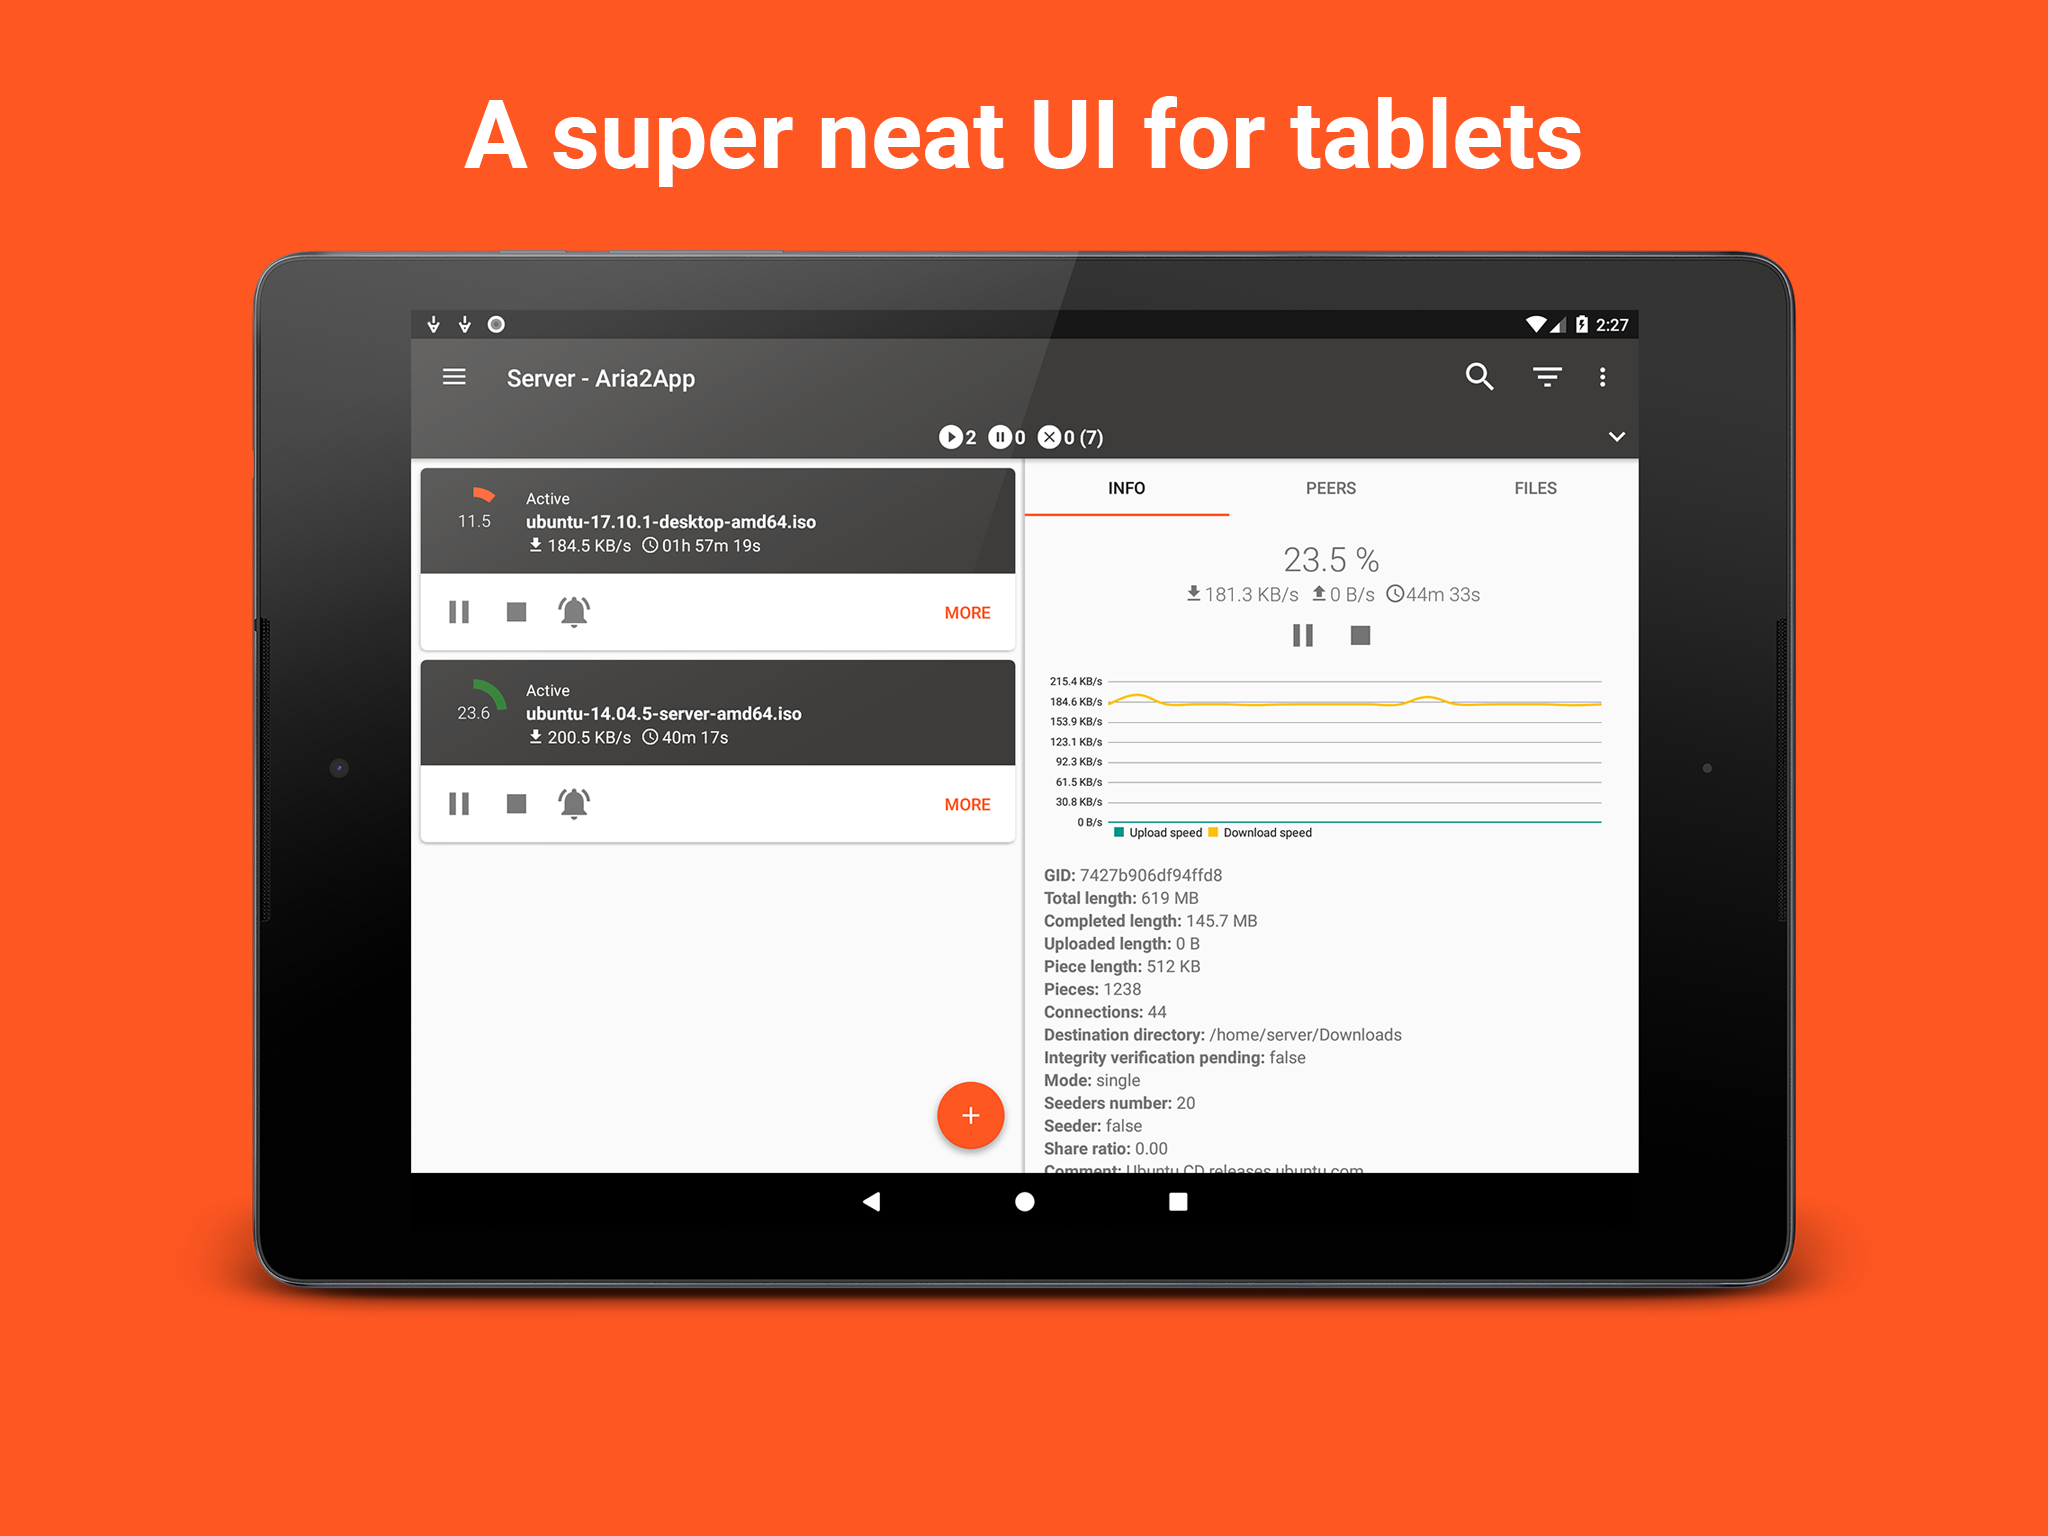 A super neat UI for tablets
2:27
Server - Aria2App
2 0 0 (7)
11.5
Active
ubuntu-17.10.1-desktop-amd64.iso
184.5 KB/s 01h 57m 19s
MORE
23.6
Active
ubuntu-14.04.5-server-amd64.iso
200.5 KB/s 40m 17s
MORE
INFO PEERS FILES
23.5 %
181.3 KB/s 0 B/s 44m 33s
215.4 KB/s
184.6 KB/s
153.9 KB/s
123.1 KB/s
92.3 KB/s
61.5 KB/s
30.8 KB/s
0 B/s
Upload speed Download speed
GID: 7427b906df94ffd8
Total length: 619 MB
Completed length: 145.7 MB
Uploaded length: 0 B
Piece length: 512 KB
Pieces: 1238
Connections: 44
Destination directory: /home/server/Downloads
Integrity verification pending: false
Mode: single
Seeders number: 20
Seeder: false
Share ratio: 0.00
Comment: Ubuntu CD releases.ubuntu.com